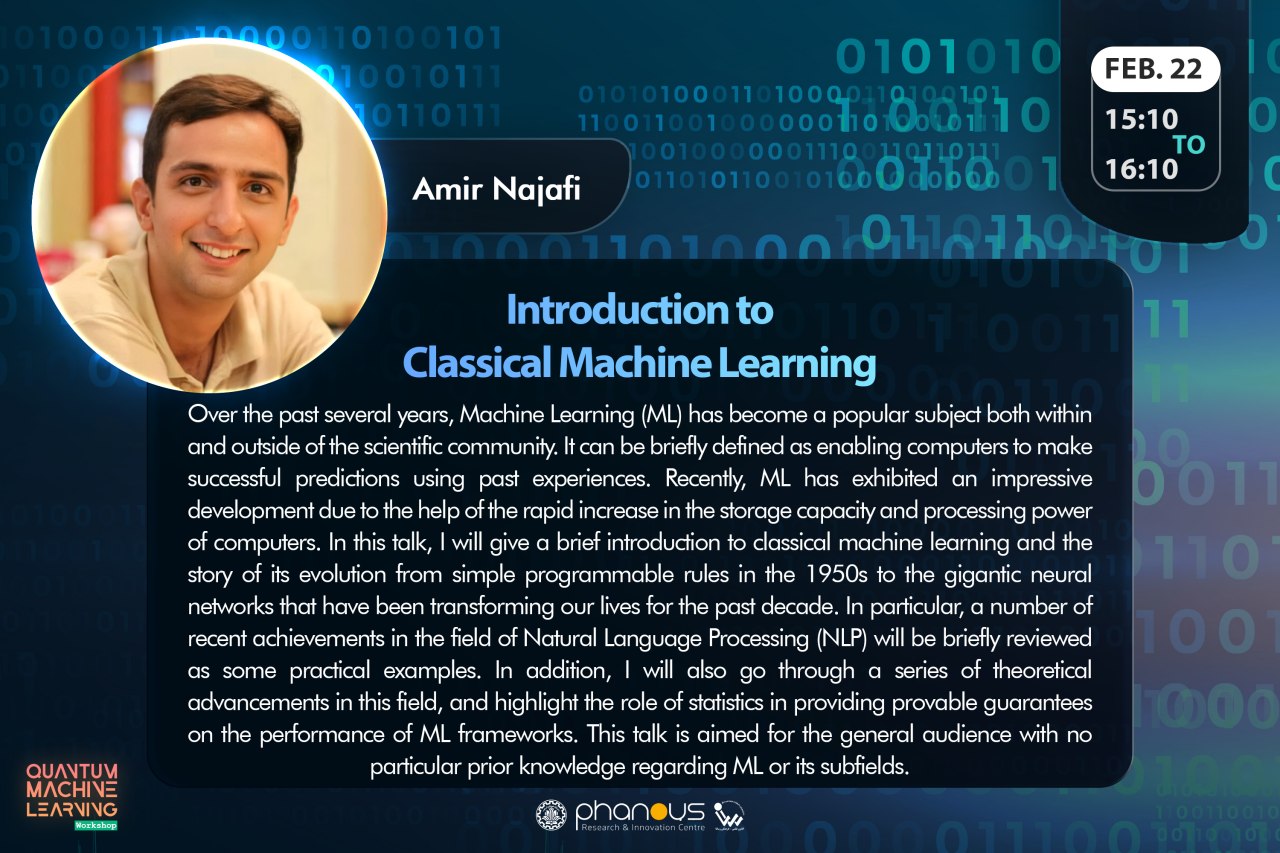 Amir Najafi
FEB. 22
15:10
TO
16:10
Introduction to
Classical Machine Learning
Over the past several years, Machine Learning (ML) has become a popular subject both within
and outside of the scientific community. It can be briefly defined as enabling computers to make
successful predictions using past experiences. Recently, ML has exhibited an impressive
development due to the help of the rapid increase in the storage capacity and processing power
of computers. In this talk, I will give a brief introduction to classical machine learning and the
story of its evolution from simple programmable rules in the 1950s to the gigantic neural
networks that have been transforming our lives for the past decade. In particular, a number of
recent achievements in the field of Natural Language Processing (NLP) will be briefly reviewed
as some practical examples. In addition, I will also go through a series of theoretical
advancements in this field, and highlight the role of statistics in providing provable guarantees
on the performance of ML frameworks. This talk is aimed for the general audience with no
particular prior knowledge regarding ML or its subfields.
QUANTUM
MACHINE
LEARNING
Workshop
phanous
Research & Innovation Centre